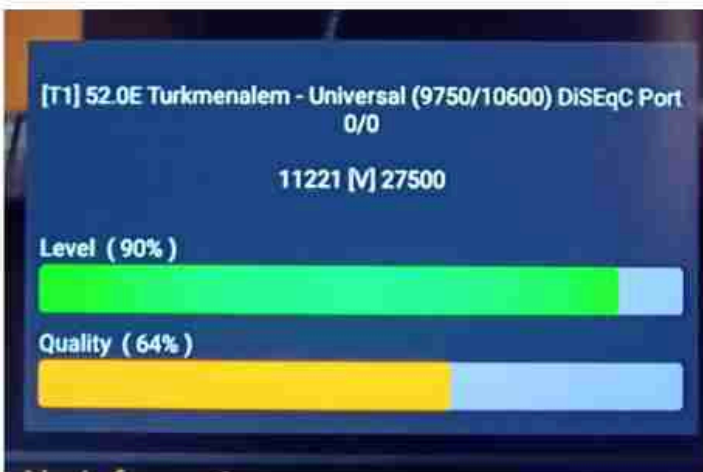 [T1] 52.0E Turkmenalem - Universal (9750/10600) DiSEqC Port
0/0
11221 [V] 27500
Level ( 90% )
Quality ( 64% )